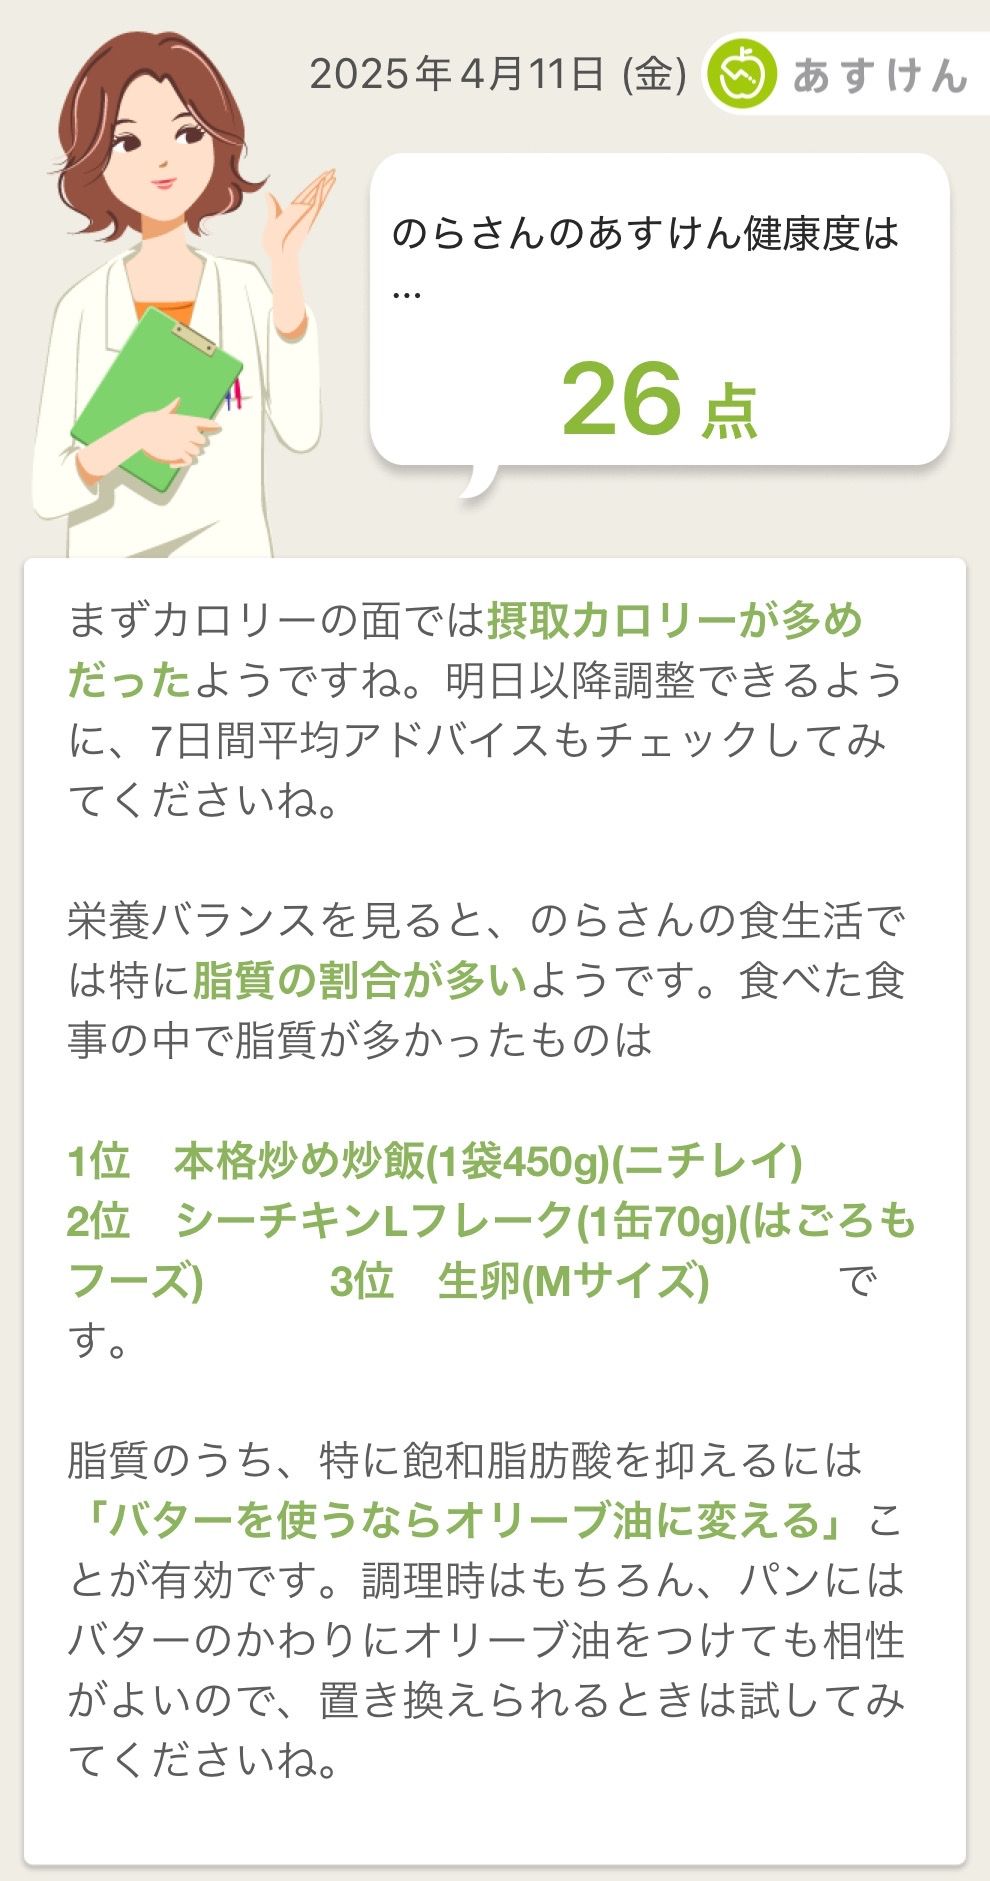 2025年4月11日 (金)
あすけん
のらさんのあすけん健康度は
…
26 点
まずカロリーの面では摂取カロリーが多め
だったようですね。明日以降調整できるよう
に、7日間平均アドバイスもチェックしてみ
てくださいね。
栄養バランスを見ると、のらさんの食生活で
は特に脂質の割合が多いようです。食べた食
事の中で脂質が多かったものは
1位　本格炒め炒飯(1袋450g)(ニチレイ)
2位　シーチキンLフレーク(1缶70g)(はごろも
フーズ)　　　3位　生卵(Mサイズ)　　　で
す。
脂質のうち、特に飽和脂肪酸を抑えるには
「バターを使うならオリーブ油に変える」こ
とが有効です。調理時はもちろん、パンには
バターのかわりにオリーブ油をつけても相性
がよいので、置き換えられるときは試してみ
てくださいね。